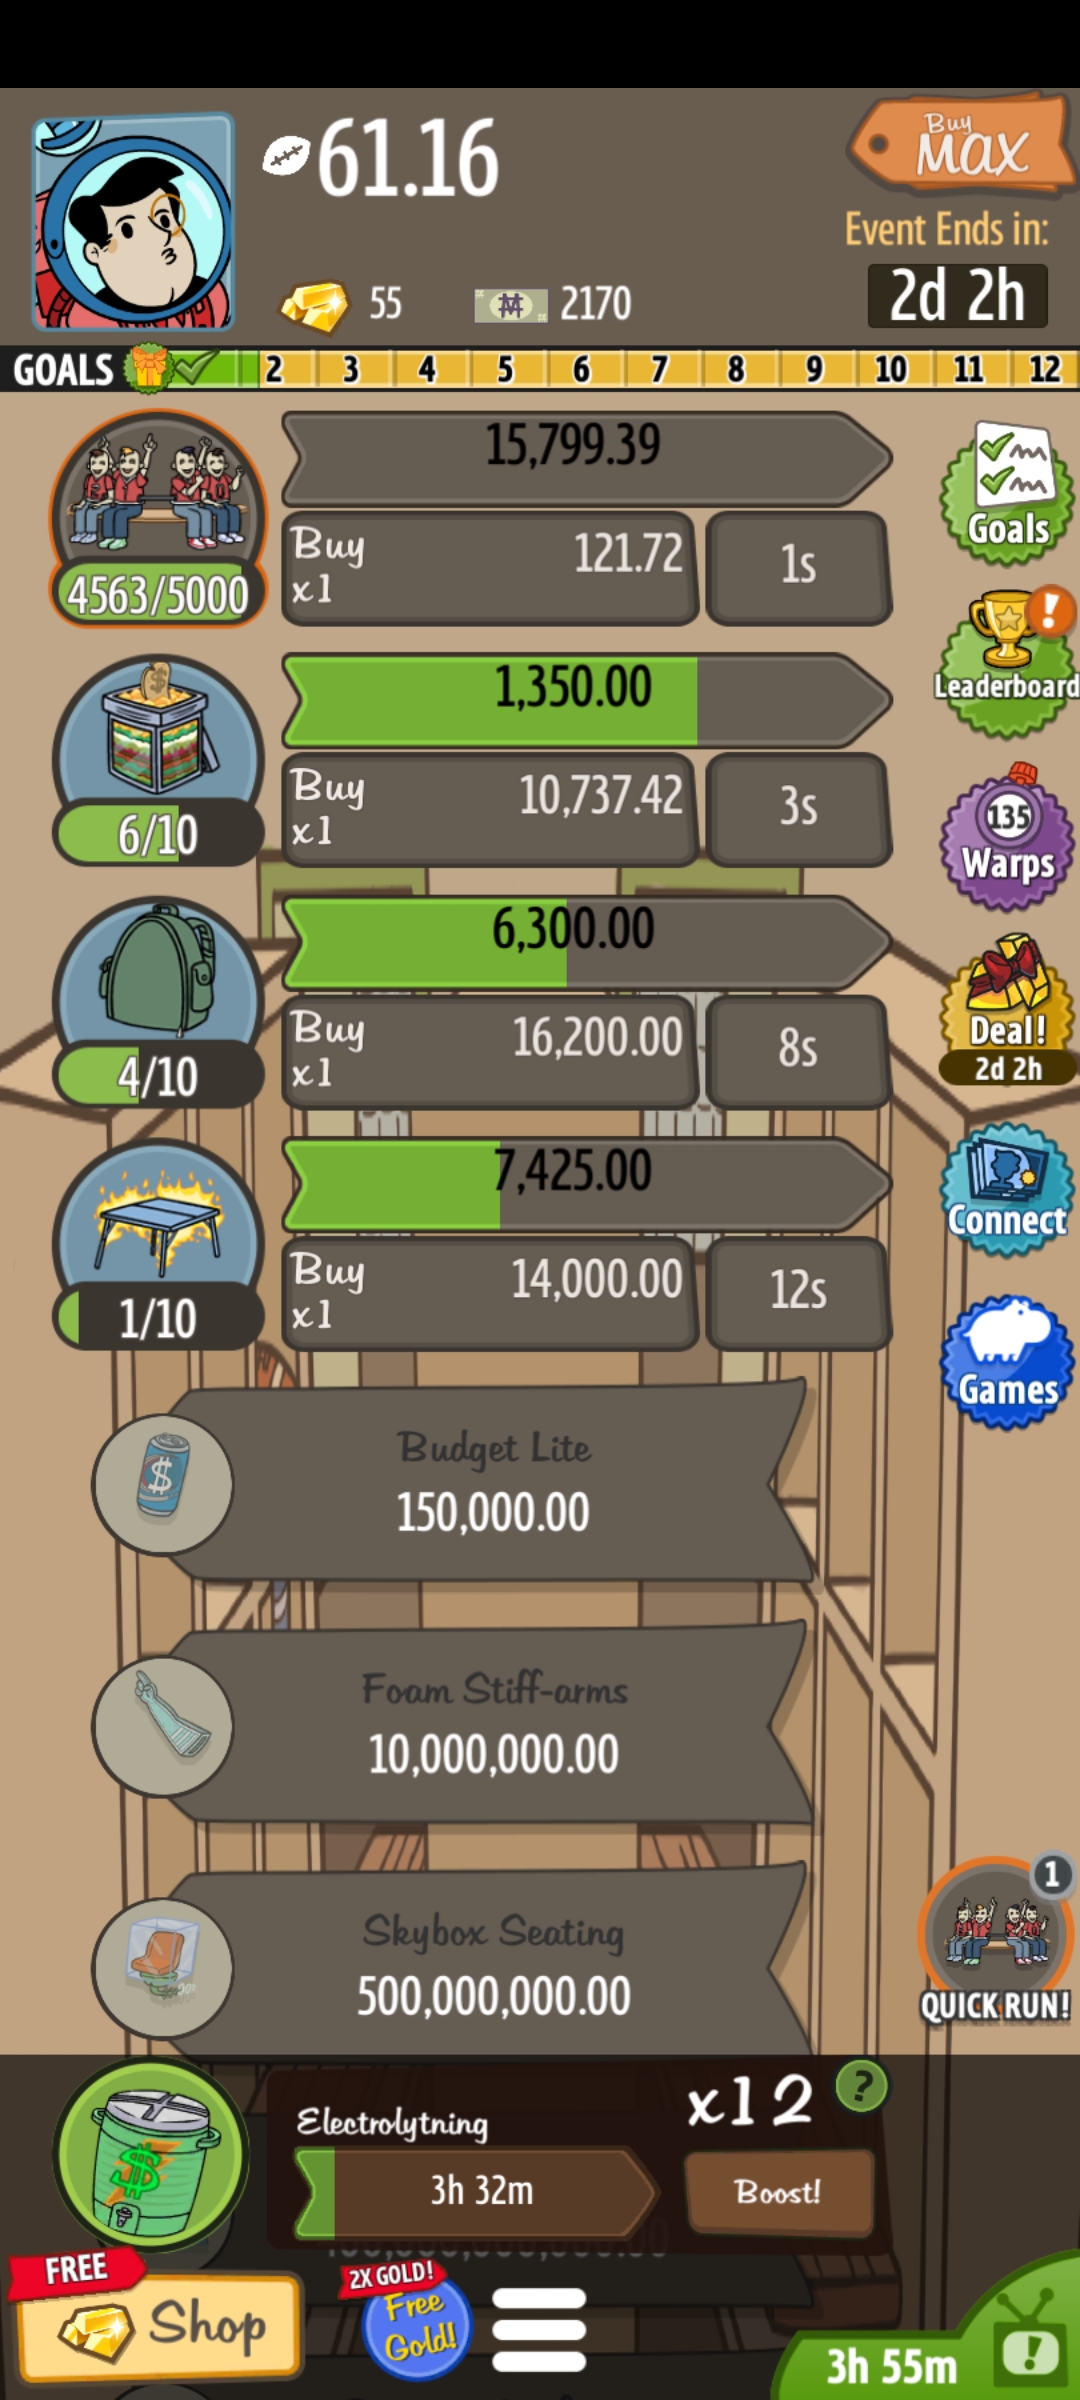 61.16
Buy
MAX
Event Ends in:
55
2170
2d 2h
GOALS 2 3 4 5 6 7 8 9 10 11 12
15,799.39
Buy
x1
121.72
1s
4563/5000
Goals
Leaderboard
1,350.00
Buy
x1
10,737.42
3s
6/10
135
Warps
6,300.00
Buy
x1
16,200.00
8s
4/10
Deal!
2d 2h
7,425.00
Buy
x1
14,000.00
12s
1/10
Connect
Games
Budget Lite
150,000.00
Foam Stiff-arms
10,000,000.00
Skybox Seating
500,000,000.00
1
QUICK RUN!
Electrolytning
x12
?
3h 32m
Boost!
FREE
Shop
2X GOLD!
Free
Gold!
3h 55m